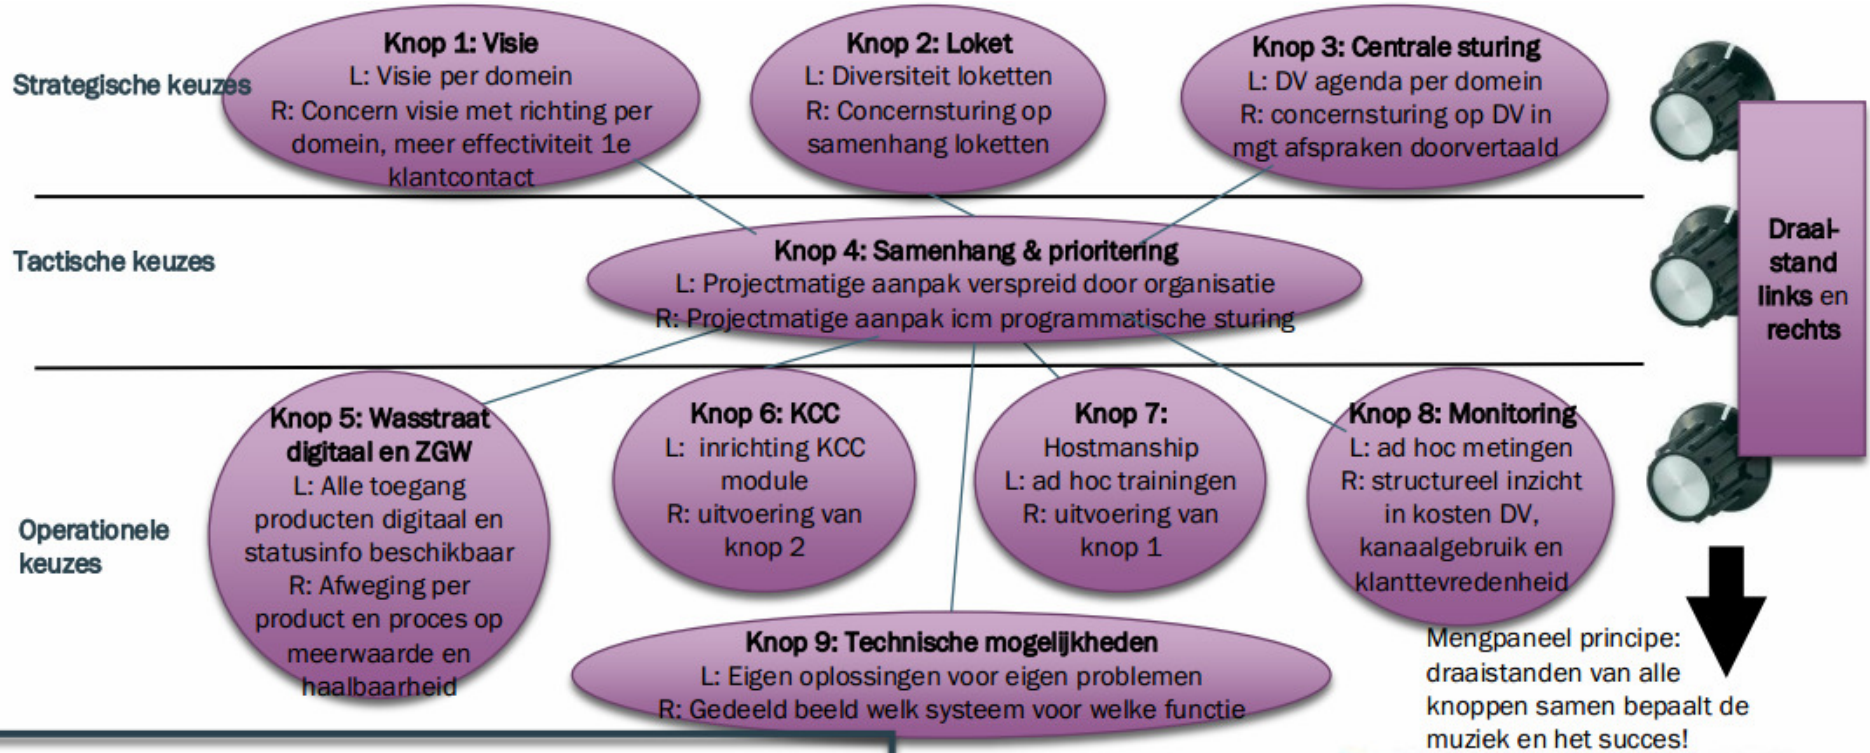 Strategische keuzes
Knop 1: Visie
L: Visie per domein
R: Concern visie met richting per
domein, meer effectiviteit 1e
klantcontact
Knop 2: Loket
L: Diversiteit loketten
R: Concernsturing op
samenhang loketten
Knop 3: Centrale sturing
L: DV agenda per domein
R: concernsturing op DV in
mgt afspraken doorvertaald
Tactische keuzes
Knop 4: Samenhang & prioritering
L: Projectmatige aanpak verspreid door organisatie
R: Projectmatige aanpak icm programmatische sturing
Draai-
stand
links en
rechts
Operationele
keuzes
Knop 5: Wasstraat
digitaal en ZGW
L: Alle toegang
producten digitaal en
statusinfo beschikbaar
R: Afweging per
product en proces op
meerwaarde en
haalbaarheid
Knop 6: KCC
L: inrichting KCC
module
R: uitvoering van
knop 2
Knop 7:
Hostmanship
L: ad hoc trainingen
R: uitvoering van
knop 1
Knop 8: Monitoring
L: ad hoc metingen
R: structureel inzicht
in kosten DV,
kanaalgebruik en
klanttevredenheid
Knop 9: Technische mogelijkheden
L: Eigen oplossingen voor eigen problemen
R: Gedeeld beeld welk systeem voor welke functie
Mengpaneel principe:
draaistanden van alle
knoppen samen bepaalt de
muziek en het succes!